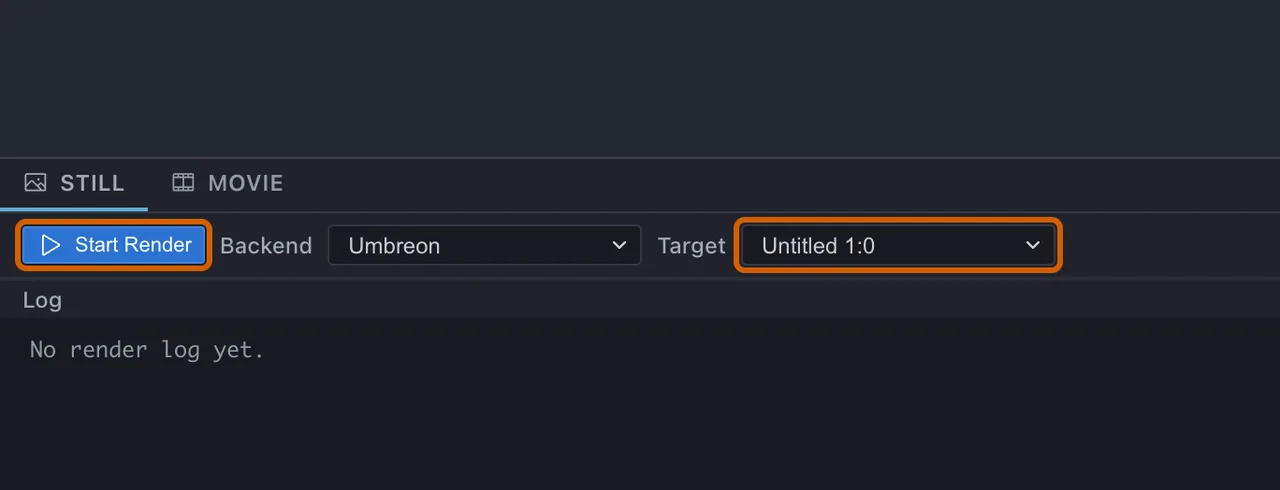 STILL MOVIE
Start Render Backend Umbreon Target Untitled 1:0
Log
No render log yet.